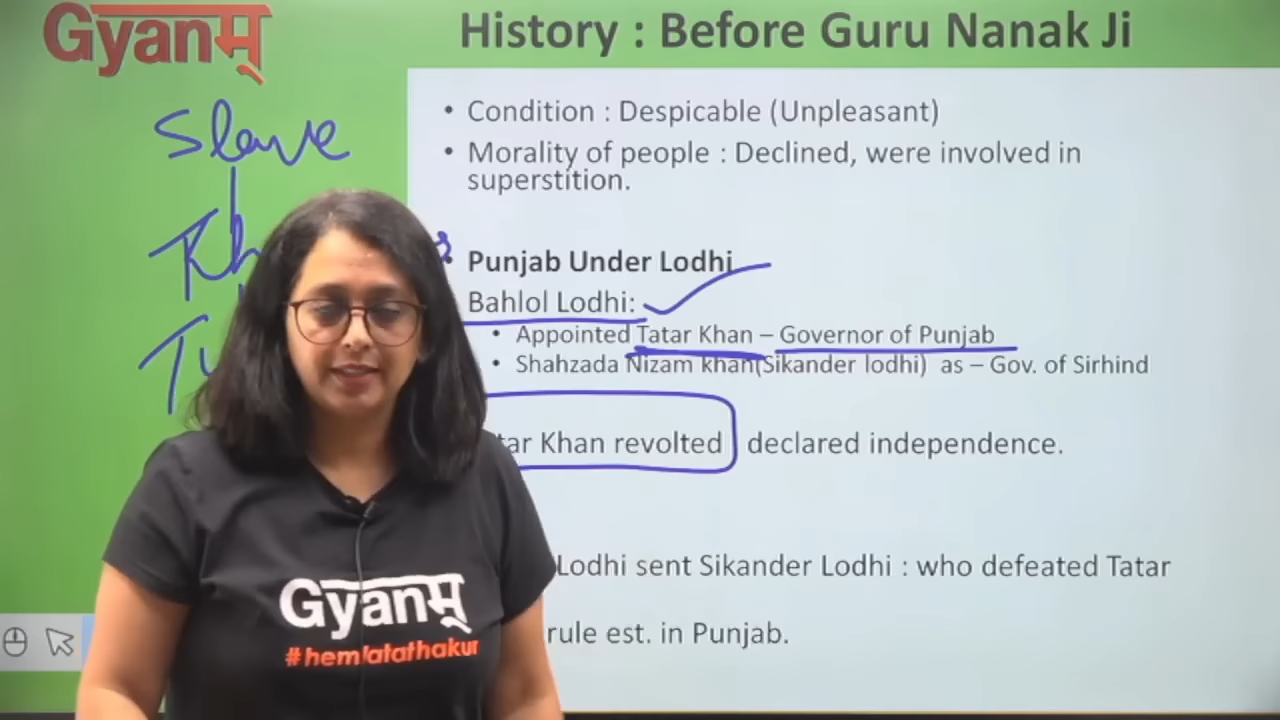 Gyanम्
History : Before Guru Nanak Ji
Slave
• Condition : Despicable (Unpleasant)
• Morality of people : Declined, were involved in
superstition.
Kh
• Punjab Under Lodhi
Bahlol Lodhi:
• Appointed Tatar Khan – Governor of Punjab
• Shahzada Nizam khan(Sikander lodhi) as – Gov. of Sirhind
Tu
tar Khan revolted declared independence.
Lodhi sent Sikander Lodhi : who defeated Tatar
rule est. in Punjab.
Gyanम्
#hemlatathakur